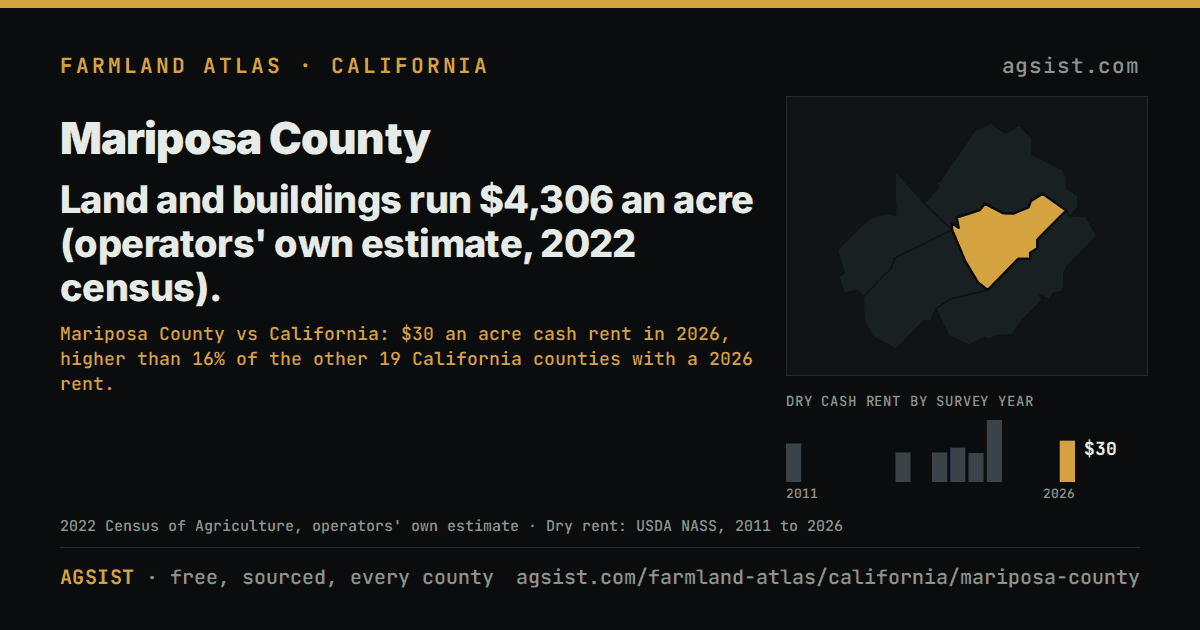 FARMLAND ATLAS · CALIFORNIA
agsist.com
Mariposa County
Land and buildings run $4,306 an acre
(operators' own estimate, 2022
census).
Mariposa County vs California: $30 an acre cash rent in 2026,
higher than 16% of the other 19 California counties with a 2026
rent.
DRY CASH RENT BY SURVEY YEAR
$30
2011
2026
2022 Census of Agriculture, operators' own estimate · Dry rent: USDA NASS, 2011 to 2026
AGSIST · free, sourced, every county
agsist.com/farmland-atlas/california/mariposa-county